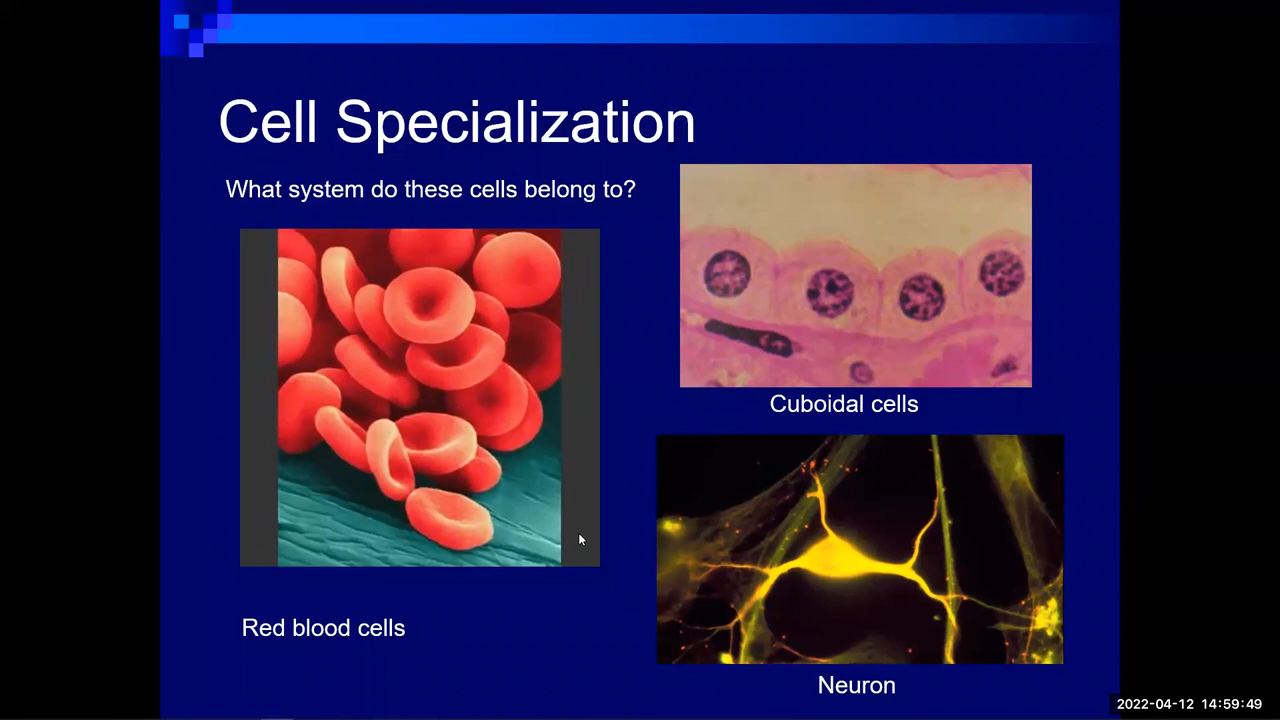 Cell Specialization
What system do these cells belong to?
Cuboidal cells
Red blood cells
Neuron
2022-04-12 14:59:49